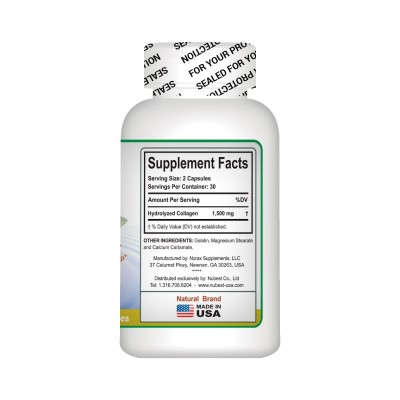 SEALED FOR YOUR PROTECTION
SEALED FOR YOUR PROTECTION
Supplement Facts
Serving Size: 2 Capsules
Servings Per Container: 30
Amount Per Serving %DV
Hydrolyzed Collagen 1,500 mg †
† % Daily Value (DV) not established.
OTHER INGREDIENTS: Gelatin, Magnesium Stearate
and Calcium Carbonate.
Manufactured by: Norax Supplements, LLC
37 Calumet Pkwy, Newnan, GA 30263, USA
*****
Distributed exclusively by: Nubest Co., Ltd
Tel: 1.316.708.6204 - www.nubest-usa.com
Natural Brand
MADE IN
USA